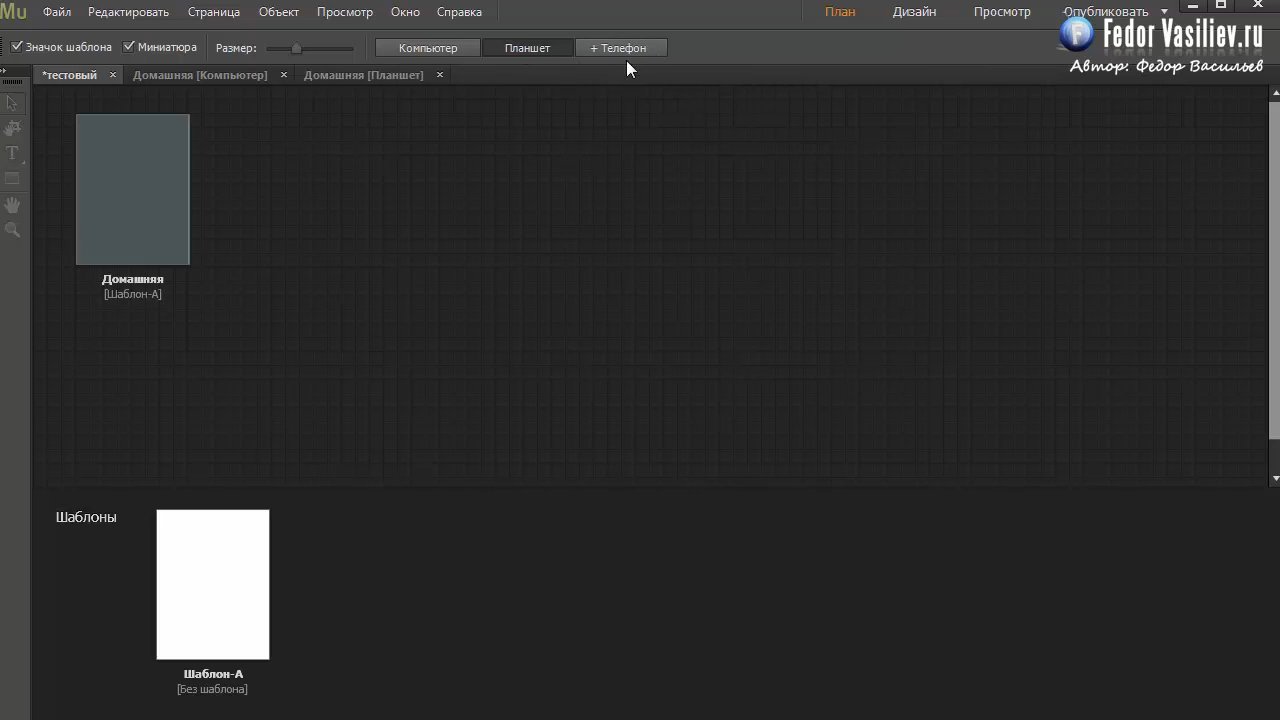 Mu Файл Редактировать Страница Объект Просмотр Окно Справка План Дизайн Просмотр Опубликовать
Значок шаблона Миниатюра Размер: Компьютер Планшет + Телефон
F Fedor Vasiliev.ru
Автор: Федор Васильев
*тестовый Домашняя [Компьютер] Домашняя [Планшет]
T
Домашняя
[Шаблон-А]
Шаблоны
Шаблон-А
[Без шаблона]